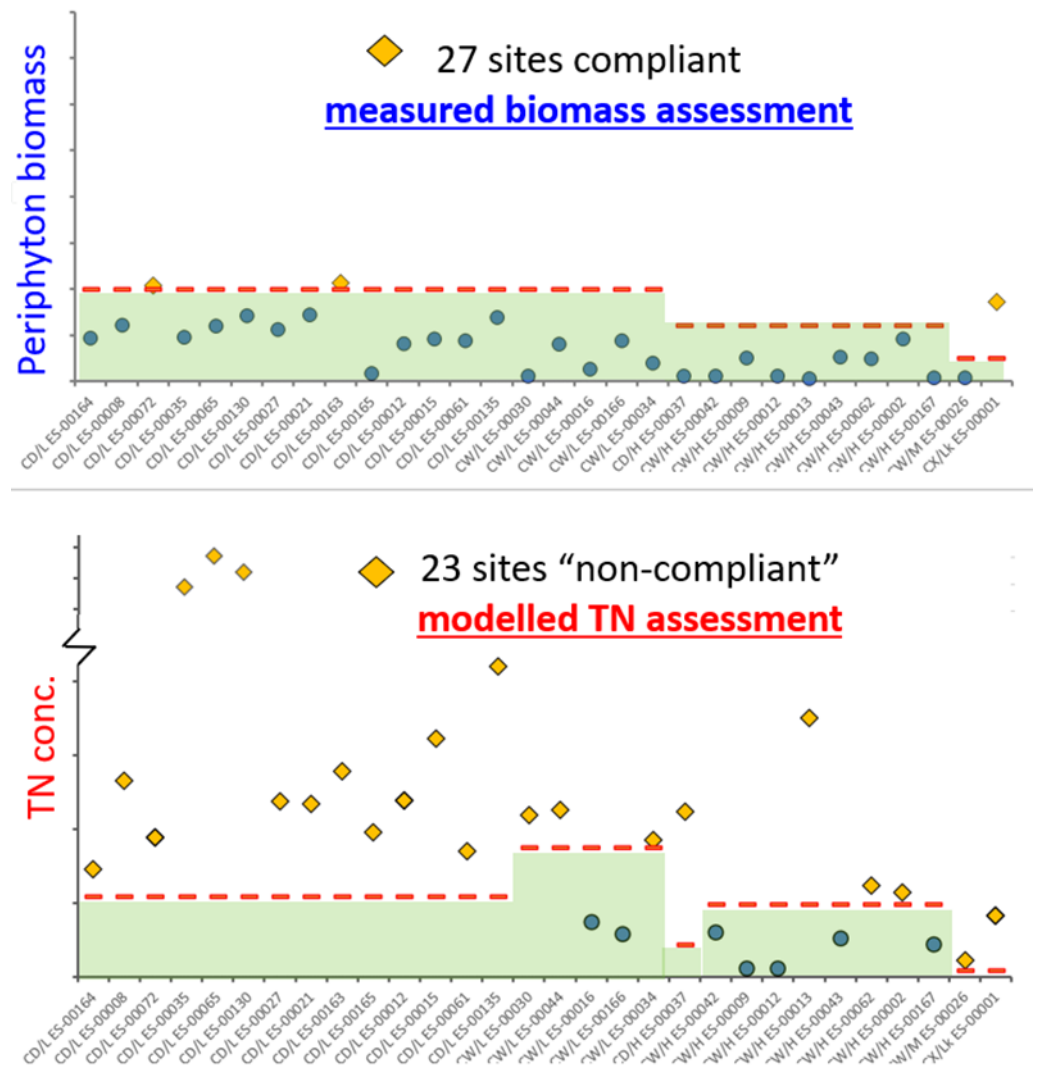 Periphyton biomass
27 sites compliant
measured biomass assessment
CD/L ES-00164
CD/L ES-00008
CD/L ES-00072
CD/L ES-00035
CD/L ES-00065
CD/L ES-00130
CD/L ES-00027
CD/L ES-00021
CD/L ES-00163
CD/L ES-00165
CD/L ES-00012
CD/L ES-00015
CD/L ES-00061
CD/L ES-00135
CW/L ES-00030
CW/L ES-00044
CW/L ES-00016
CW/L ES-00166
CW/L ES-00034
CD/H ES-00037
CW/H ES-00042
CW/H ES-00009
CW/H ES-00012
CW/H ES-00013
CW/H ES-00043
CW/H ES-00062
CW/H ES-00002
CW/H ES-00167
CW/M ES-00026
CX/Lk ES-00001
TN conc.
23 sites “non-compliant”
modelled TN assessment
CD/L ES-00164
CD/L ES-00008
CD/L ES-00072
CD/L ES-00035
CD/L ES-00065
CD/L ES-00130
CD/L ES-00027
CD/L ES-00021
CD/L ES-00163
CD/L ES-00165
CD/L ES-00012
CD/L ES-00015
CD/L ES-00061
CD/L ES-00135
CW/L ES-00030
CW/L ES-00044
CW/L ES-00016
CW/L ES-00166
CW/L ES-00034
CD/H ES-00037
CW/H ES-00042
CW/H ES-00009
CW/H ES-00012
CW/H ES-00013
CW/H ES-00043
CW/H ES-00062
CW/H ES-00002
CW/H ES-00167
CW/M ES-00026
CX/Lk ES-00001